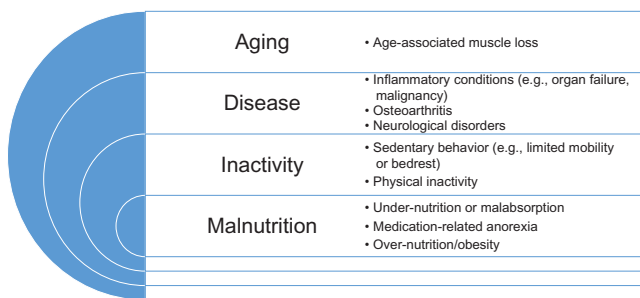 Aging
• Age-associated muscle loss
Disease
• Inflammatory conditions (e.g., organ failure,
malignancy)
• Osteoarthritis
• Neurological disorders
Inactivity
• Sedentary behavior (e.g., limited mobility
or bedrest)
• Physical inactivity
Malnutrition
• Under-nutrition or malabsorption
• Medication-related anorexia
• Over-nutrition/obesity